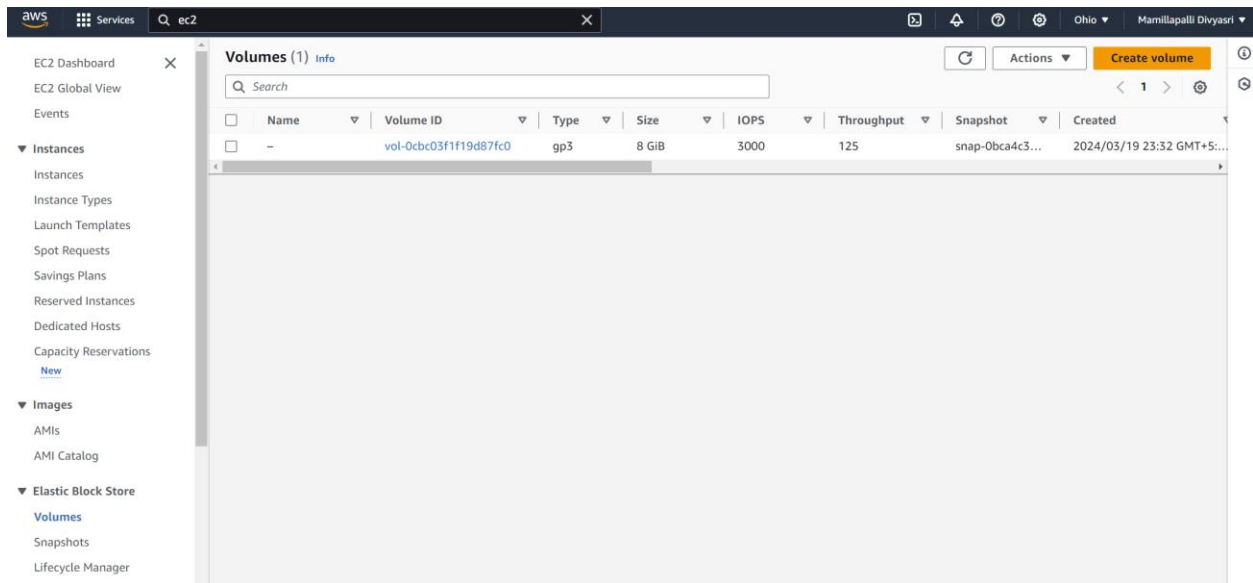 aws Services ec2 Ohio Mamillapalli Divyasri
EC2 Dashboard
EC2 Global View
Events
Instances
Instances
Instance Types
Launch Templates
Spot Requests
Savings Plans
Reserved Instances
Dedicated Hosts
Capacity Reservations
New
Images
AMIs
AMI Catalog
Elastic Block Store
Volumes
Snapshots
Lifecycle Manager
Volumes (1) Info
Actions Create volume
Search
1
Name Volume ID Type Size IOPS Throughput Snapshot Created
– vol-0cbc03f1f19d87fc0 gp3 8 GiB 3000 125 snap-0bca4c3... 2024/03/19 23:32 GMT+5:...